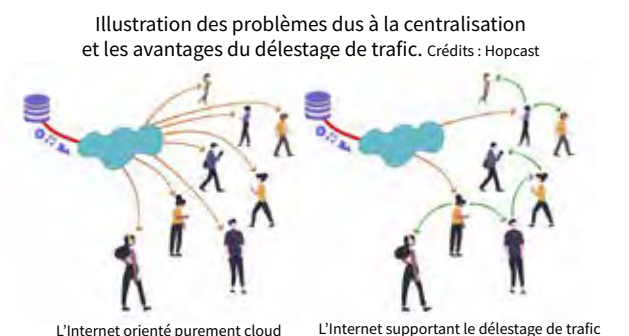 Illustration des problèmes dus à la centralisation
et les avantages du délestage de trafic. Crédits : Hopcast
L'Internet orienté purement cloud
L'Internet supportant le délestage de trafic